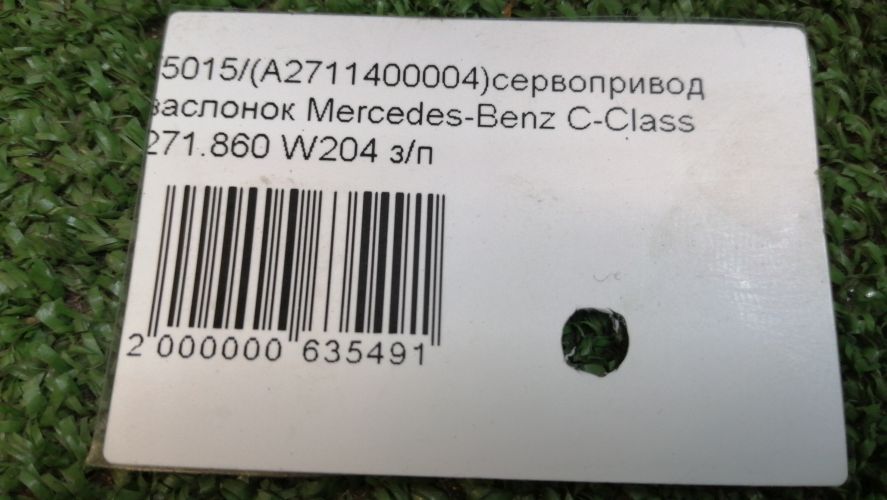 5015/(A2711400004)сервопривод
заслонок Mercedes-Benz C-Class
271.860 W204 з/п
2 000000 635491